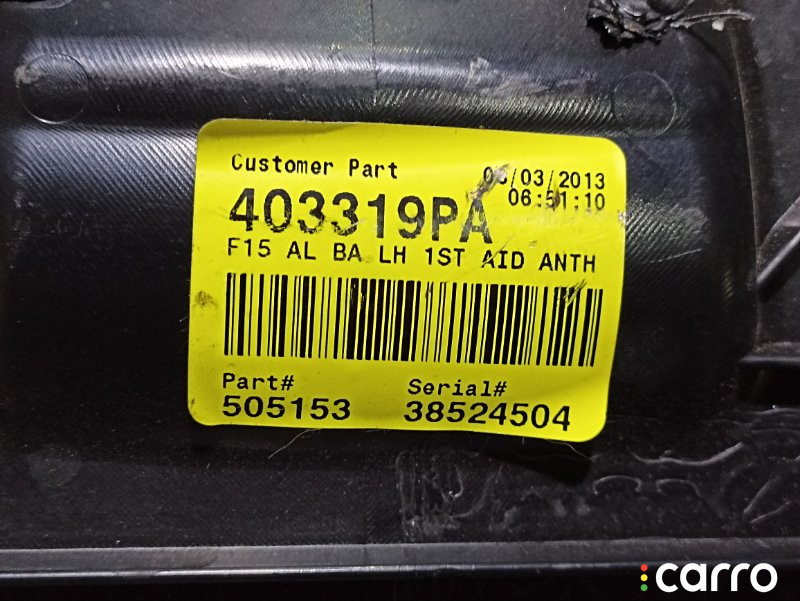 Customer Part
/03/2013
06:51:10
403319PA
F15 AL BA LH 1ST AID ANTH
Part#
Serial#
505153
38524504
carro